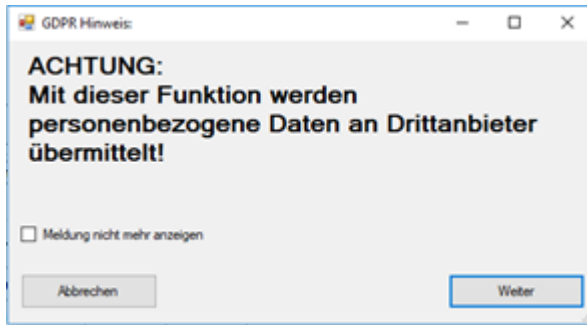 GDPR Hinweis:
ACHTUNG:
Mit dieser Funktion werden
personenbezogene Daten an Drittanbieter
übermittelt!
Meldung nicht mehr anzeigen
Abbrechen
Weiter